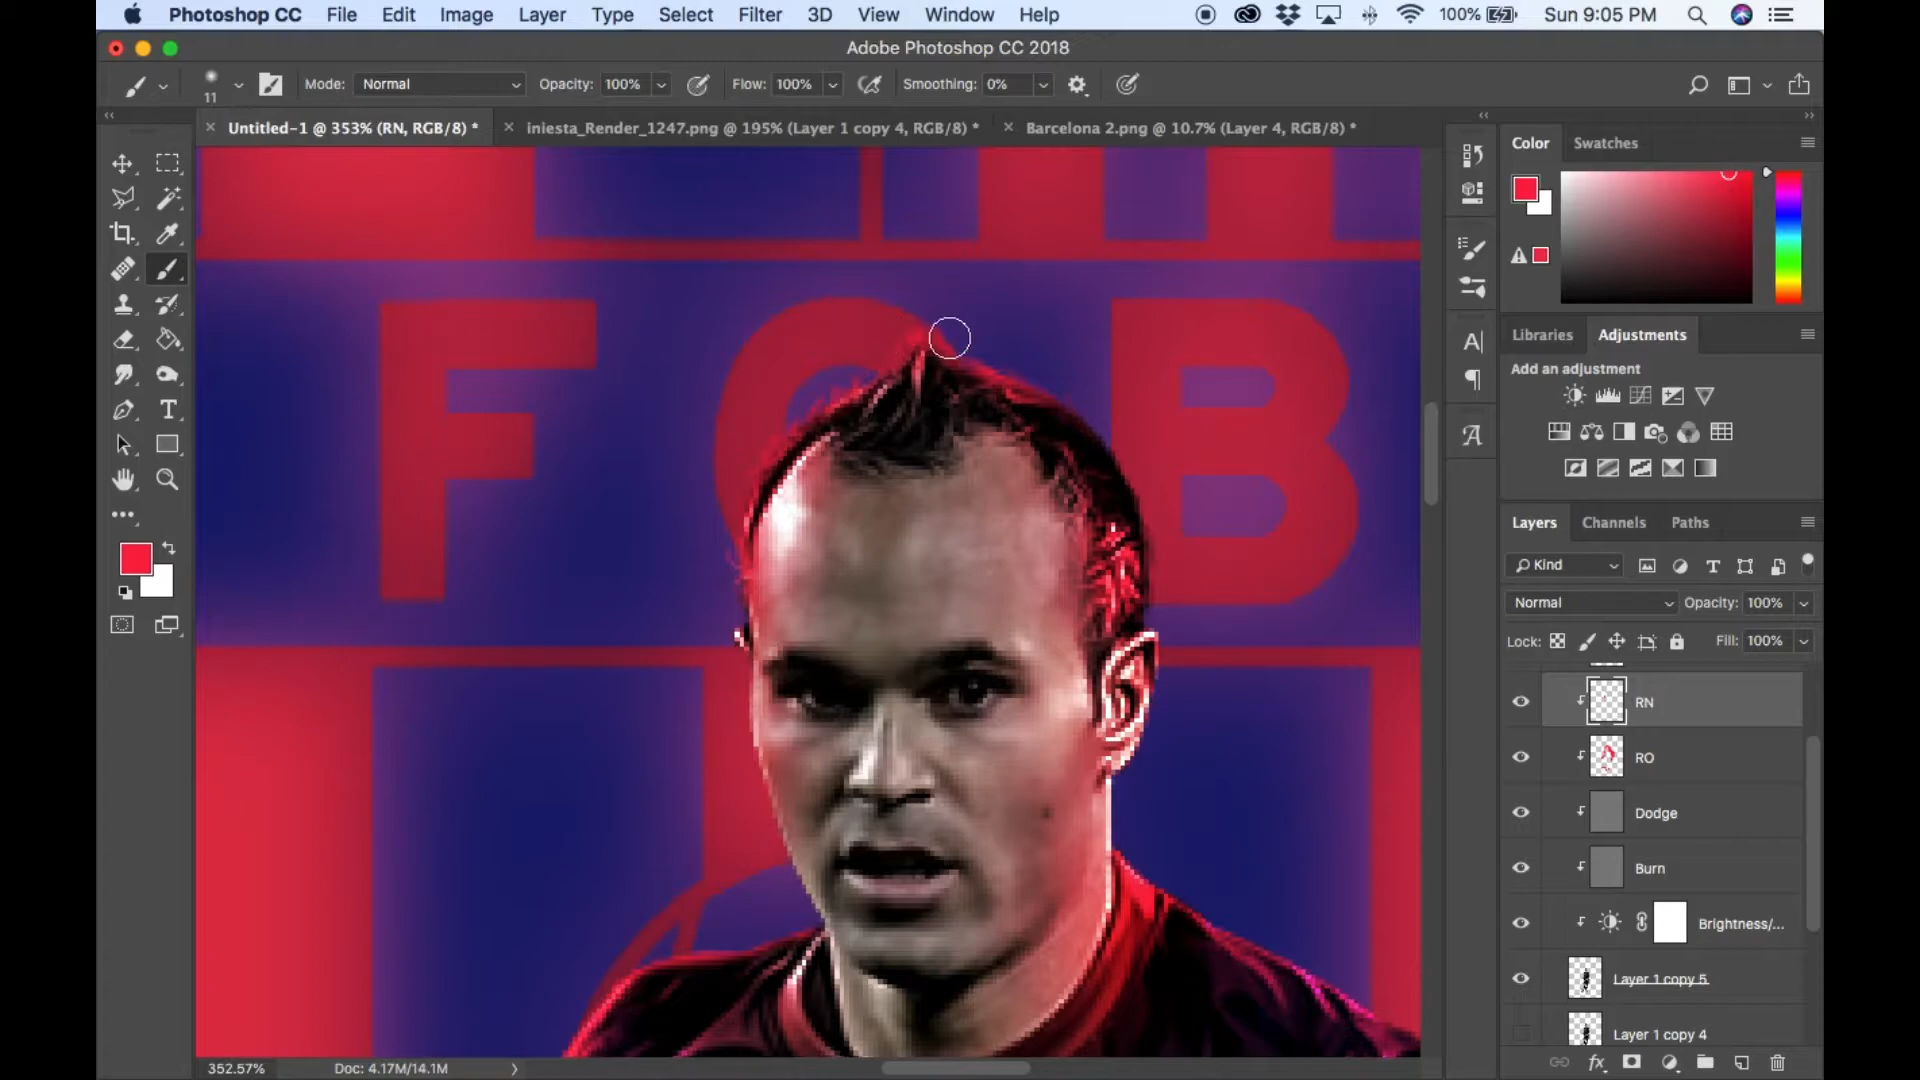 Photoshop CC File Edit Image Layer Type Select Filter 3D View Window Help 100% Sun 9:05 PM
Adobe Photoshop CC 2018
11 Mode: Normal Opacity: 100% Flow: 100% Smoothing: 0%
Untitled-1 @ 353% (RN, RGB/8) * iniesta_Render_1247.png @ 195% (Layer 1 copy 4, RGB/8) * Barcelona 2.png @ 10.7% (Layer 4, RGB/8) *
Color Swatches
F C B
Libraries Adjustments
Add an adjustment
Layers Channels Paths
Kind
Normal Opacity: 100%
Lock: Fill: 100%
RN
RO
Dodge
Burn
Brightness/...
Layer 1 copy 5
Layer 1 copy 4
352.57% Doc: 4.17M/14.1M